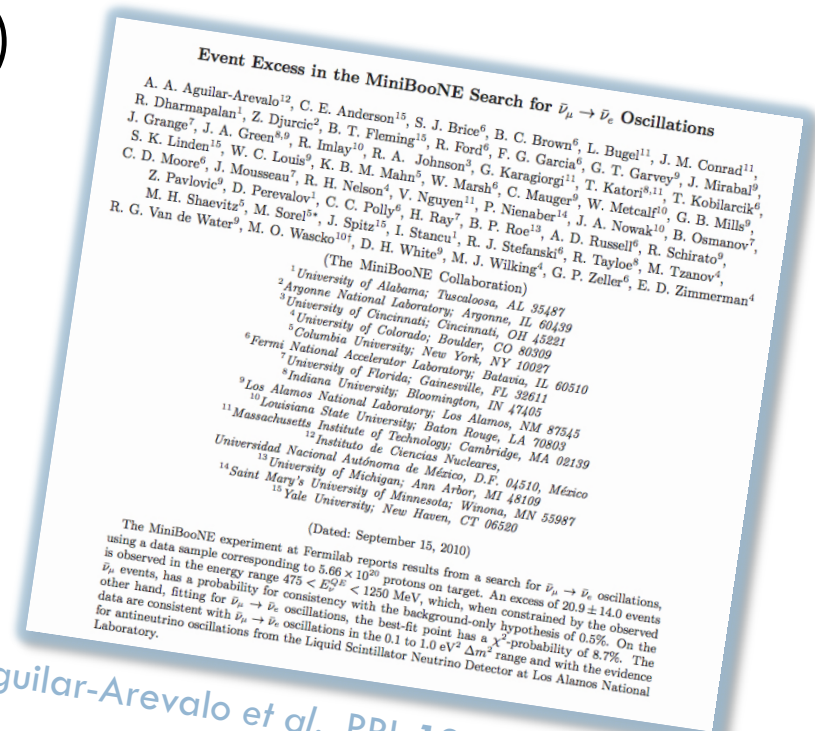 )
Event Excess in the MiniBooNE Search for ν̄μ → ν̄e Oscillations
A. A. Aguilar-Arevalo¹², C. E. Anderson¹⁵, S. J. Brice⁶, B. C. Brown⁶, L. Bugel¹¹, J. M. Conrad¹¹,
R. Dharmapalan¹, Z. Djurcic², B. T. Fleming¹⁵, R. Ford⁶, F. G. Garcia⁶, G. T. Garvey⁹, J. Mirabal⁹,
J. Grange⁷, J. A. Green⁸,⁹, R. Imlay¹⁰, R. A. Johnson³, G. Karagiorgi¹¹, T. Katori⁸,¹¹, T. Kobilarcik⁶,
S. K. Linden¹⁵, W. C. Louis⁹, K. B. M. Mahn⁵, W. Marsh⁶, C. Mauger⁹, W. Metcalf¹⁰, G. B. Mills⁹,
C. D. Moore⁶, J. Mousseau⁷, R. H. Nelson⁴, V. Nguyen¹¹, P. Nienaber¹⁴, J. A. Nowak¹⁰, B. Osmanov⁷,
Z. Pavlovic⁹, D. Perevalov¹, C. C. Polly⁶, H. Ray⁷, B. P. Roe¹³, A. D. Russell⁶, R. Schirato⁹,
M. H. Shaevitz⁵, M. Sorel⁵*, J. Spitz¹⁵, I. Stancu¹, R. J. Stefanski⁶, R. Tayloe⁸, M. Tzanov⁴,
R. G. Van de Water⁹, M. O. Wascko¹⁰†, D. H. White⁹, M. J. Wilking⁴, G. P. Zeller⁶, E. D. Zimmerman⁴
(The MiniBooNE Collaboration)
¹University of Alabama; Tuscaloosa, AL 35487
²Argonne National Laboratory; Argonne, IL 60439
³University of Cincinnati; Cincinnati, OH 45221
⁴University of Colorado; Boulder, CO 80309
⁵Columbia University; New York, NY 10027
⁶Fermi National Accelerator Laboratory; Batavia, IL 60510
⁷University of Florida; Gainesville, FL 32611
⁸Indiana University; Bloomington, IN 47405
⁹Los Alamos National Laboratory; Los Alamos, NM 87545
¹⁰Louisiana State University; Baton Rouge, LA 70803
¹¹Massachusetts Institute of Technology; Cambridge, MA 02139
¹²Instituto de Ciencias Nucleares,
Universidad Nacional Autónoma de México, D.F. 04510, México
¹³University of Michigan; Ann Arbor, MI 48109
¹⁴Saint Mary's University of Minnesota; Winona, MN 55987
¹⁵Yale University; New Haven, CT 06520
(Dated: September 15, 2010)
The MiniBooNE experiment at Fermilab reports results from a search for ν̄μ → ν̄e oscillations,
using a data sample corresponding to 5.66 × 10²⁰ protons on target. An excess of 20.9 ± 14.0 events
is observed in the energy range 475 < EνQE < 1250 MeV, which, when constrained by the observed
ν̄μ events, has a probability for consistency with the background-only hypothesis of 0.5%. On the
other hand, fitting for ν̄μ → ν̄e oscillations, the best-fit point has a χ²-probability of 8.7%. The
data are consistent with ν̄μ → ν̄e oscillations in the 0.1 to 1.0 eV² Δm² range and with the evidence
for antineutrino oscillations from the Liquid Scintillator Neutrino Detector at Los Alamos National
Laboratory.
guilar-Arevalo et al.